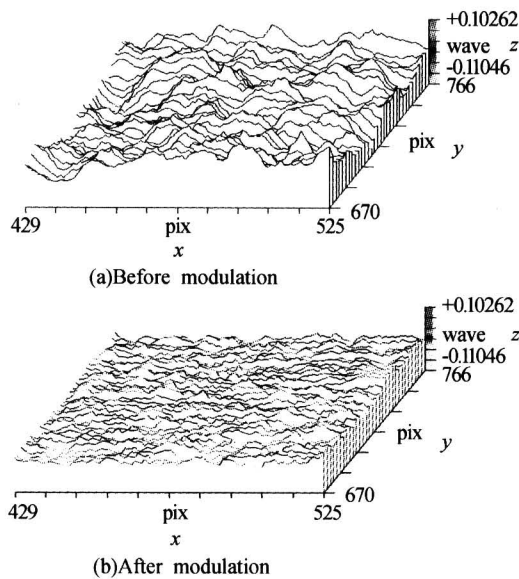 +0.10262
wave z
-0.11046
766
pix y
670
429 pix 525
x
(a)Before modulation
+0.10262
wave z
-0.11046
766
pix y
670
429 pix 525
x
(b)After modulation